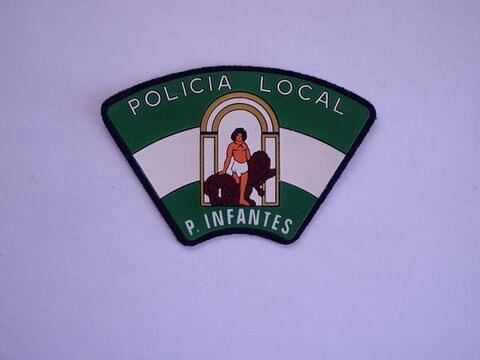 POLICIA LOCAL
P. INFANTES